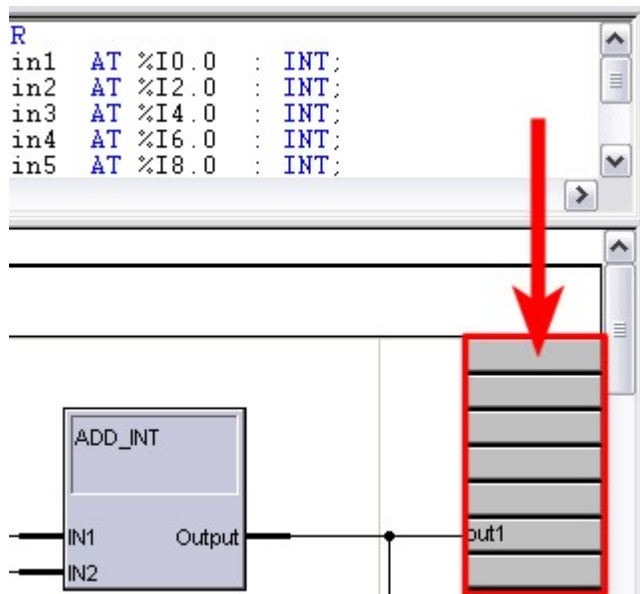 R
in1 AT %I0.0 : INT;
in2 AT %I2.0 : INT;
in3 AT %I4.0 : INT;
in4 AT %I6.0 : INT;
in5 AT %I8.0 : INT;
ADD_INT
IN1 Output out1
IN2